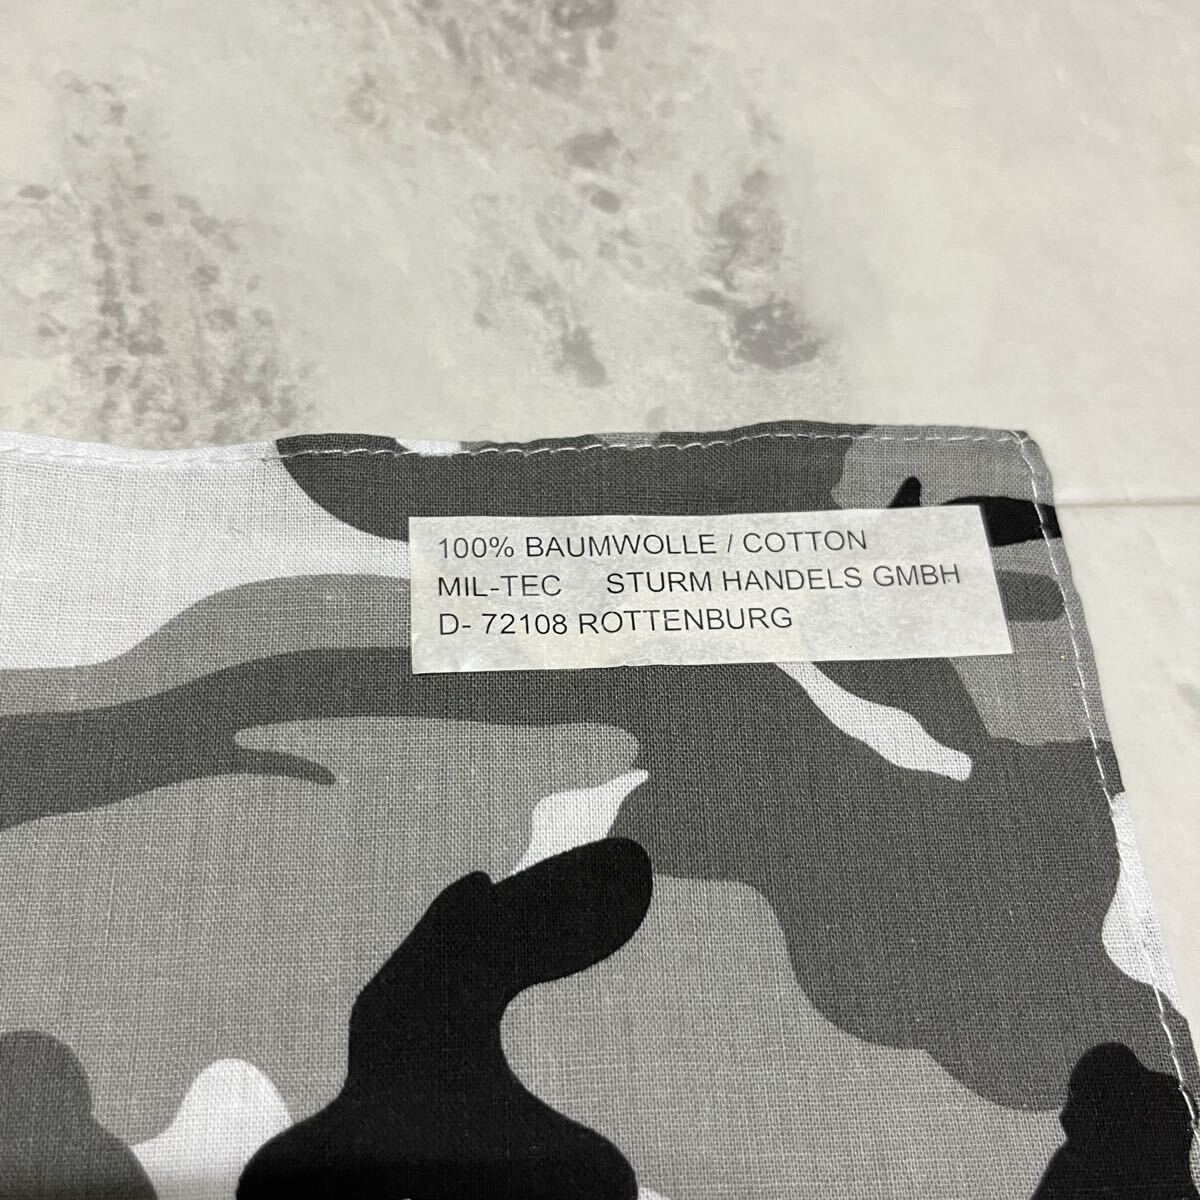 100% BAUMWOLLE / COTTON
MIL-TEC STURM HANDELS GMBH
D- 72108 ROTTENBURG